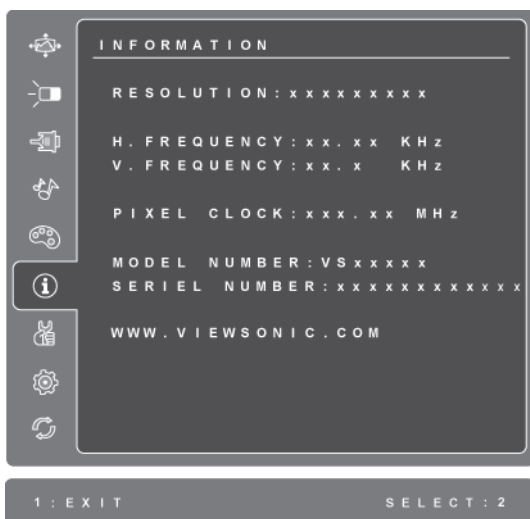 INFORMATION
RESOLUTION:xxxxxxxxx
H. FREQUENCY:xx.xx KHz
V. FREQUENCY:xx.x KHz
PIXEL CLOCK:xxx.xx MHz
MODEL NUMBER:VSxxxxx
SERIEL NUMBER:xxxxxxxxxxxx
WWW.VIEWSONIC.COM
1:EXIT SELECT:2